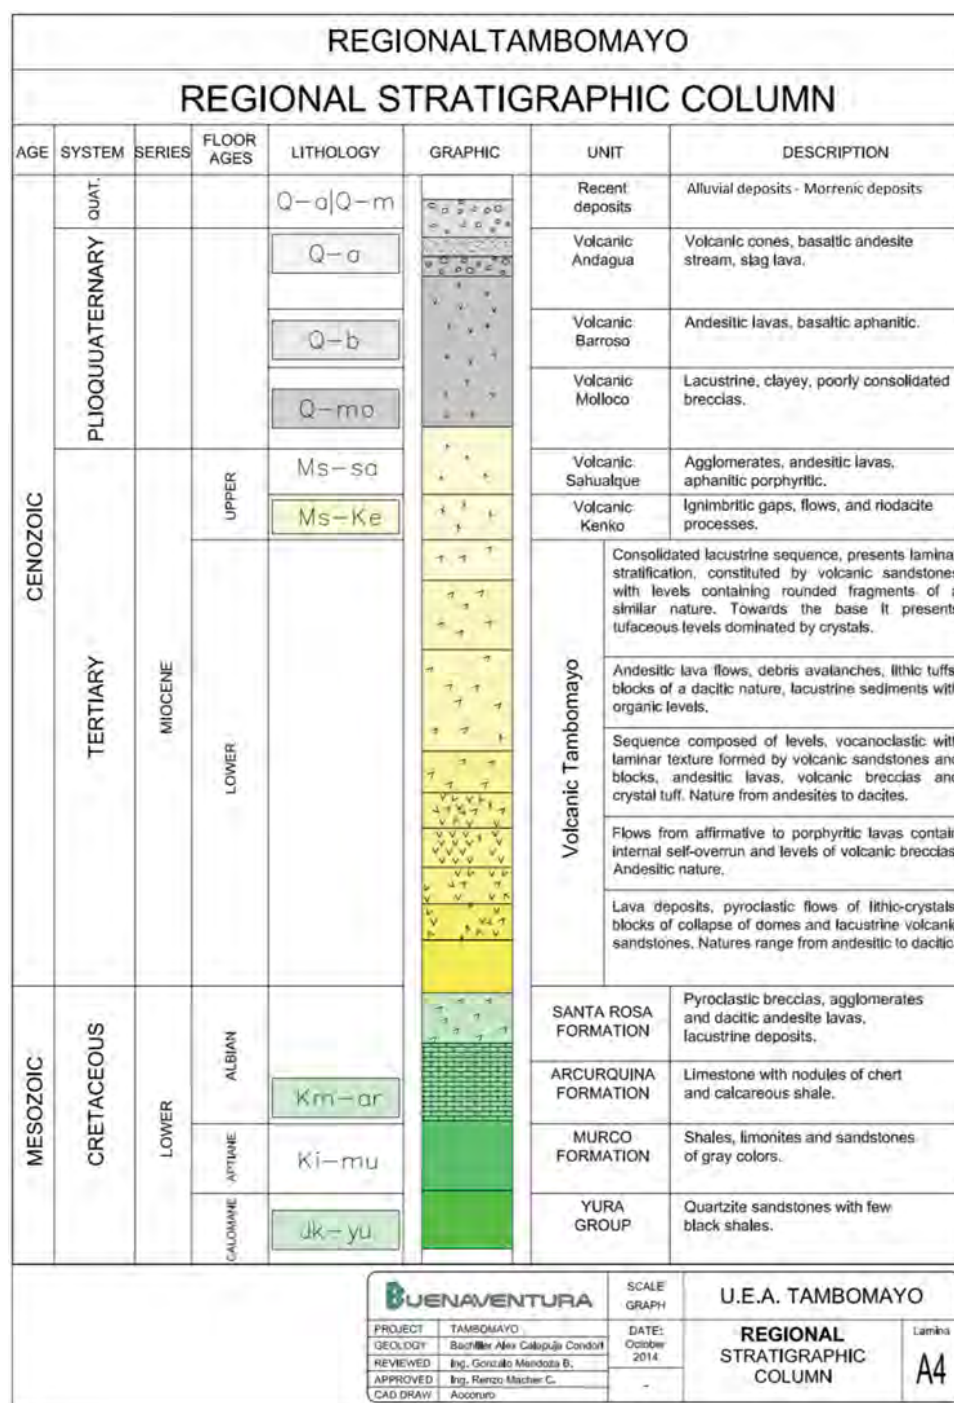 REGIONALTAMBOMAYO
REGIONAL STRATIGRAPHIC COLUMN
AGE SYSTEM SERIES FLOOR AGES LITHOLOGY GRAPHIC UNIT DESCRIPTION
CENOZOIC
QUAT.
Q-a|Q-m
Recent
deposits
Alluvial deposits - Morrenic deposits
PLIOQUUATERNARY
Q-a
Volcanic
Andagua
Volcanic cones, basaltic andesite
stream, slag lava.
Q-b
Volcanic
Barroso
Andesitic lavas, basaltic aphanitic.
Q-mo
Volcanic
Molloco
Lacustrine, clayey, poorly consolidated
breccias.
TERTIARY
MIOCENE
UPPER
Ms-sa
Volcanic
Sahualque
Agglomerates, andesitic lavas,
aphanitic porphyritic.
Ms-Ke
Volcanic
Kenko
Ignimbritic gaps, flows, and riodacite
processes.
LOWER
Volcanic Tambomayo
Consolidated lacustrine sequence, presents lamina
stratification, constituted by volcanic sandstones
with levels containing rounded fragments of a
similar nature. Towards the base It presents
tufaceous levels dominated by crystals.
Andesitic lava flows, debris avalanches, lithic tuffs
blocks of a dacitic nature, lacustrine sediments with
organic levels.
Sequence composed of levels, vocanoclastic with
laminar texture formed by volcanic sandstones and
blocks, andesitic lavas, volcanic breccias and
crystal tuff. Nature from andesites to dacites.
Flows from affirmative to porphyritic lavas contain
internal self-overrun and levels of volcanic breccias
Andesitic nature.
Lava deposits, pyroclastic flows of lithic-crystals
blocks of collapse of domes and lacustrine volcanic
sandstones. Natures range from andesitic to dacitic
MESOZOIC
CRETACEOUS
LOWER
ALBIAN
SANTA ROSA
FORMATION
Pyroclastic breccias, agglomerates
and dacitic andesite lavas,
lacustrine deposits.
Km-ar
ARCURQUINA
FORMATION
Limestone with nodules of chert
and calcareous shale.
APTIANE
Ki-mu
MURCO
FORMATION
Shales, limonites and sandstones
of gray colors.
CALOMANE
Jk-yu
YURA
GROUP
Quartzite sandstones with few
black shales.
BUENAVENTURA
PROJECT TAMBOMAYO
GEOLOGY Bachiller Alex Calapuja Condori
REVIEWED Ing. Gonzalo Mendoza B.
APPROVED Ing. Renzo Macher C.
CAD DRAW Aocoruro
SCALE
GRAPH
DATE:
October
2014
-
U.E.A. TAMBOMAYO
REGIONAL
STRATIGRAPHIC
COLUMN
Lamina
A4